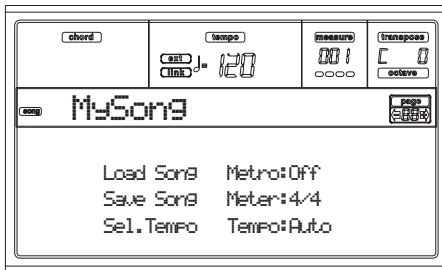 chord tempo measure transpose
ext link ♩= 120 001 C 0
octave
song MySong page
Load Song Metro:Off
Save Song Meter:4/4
Sel.Tempo Tempo:Auto